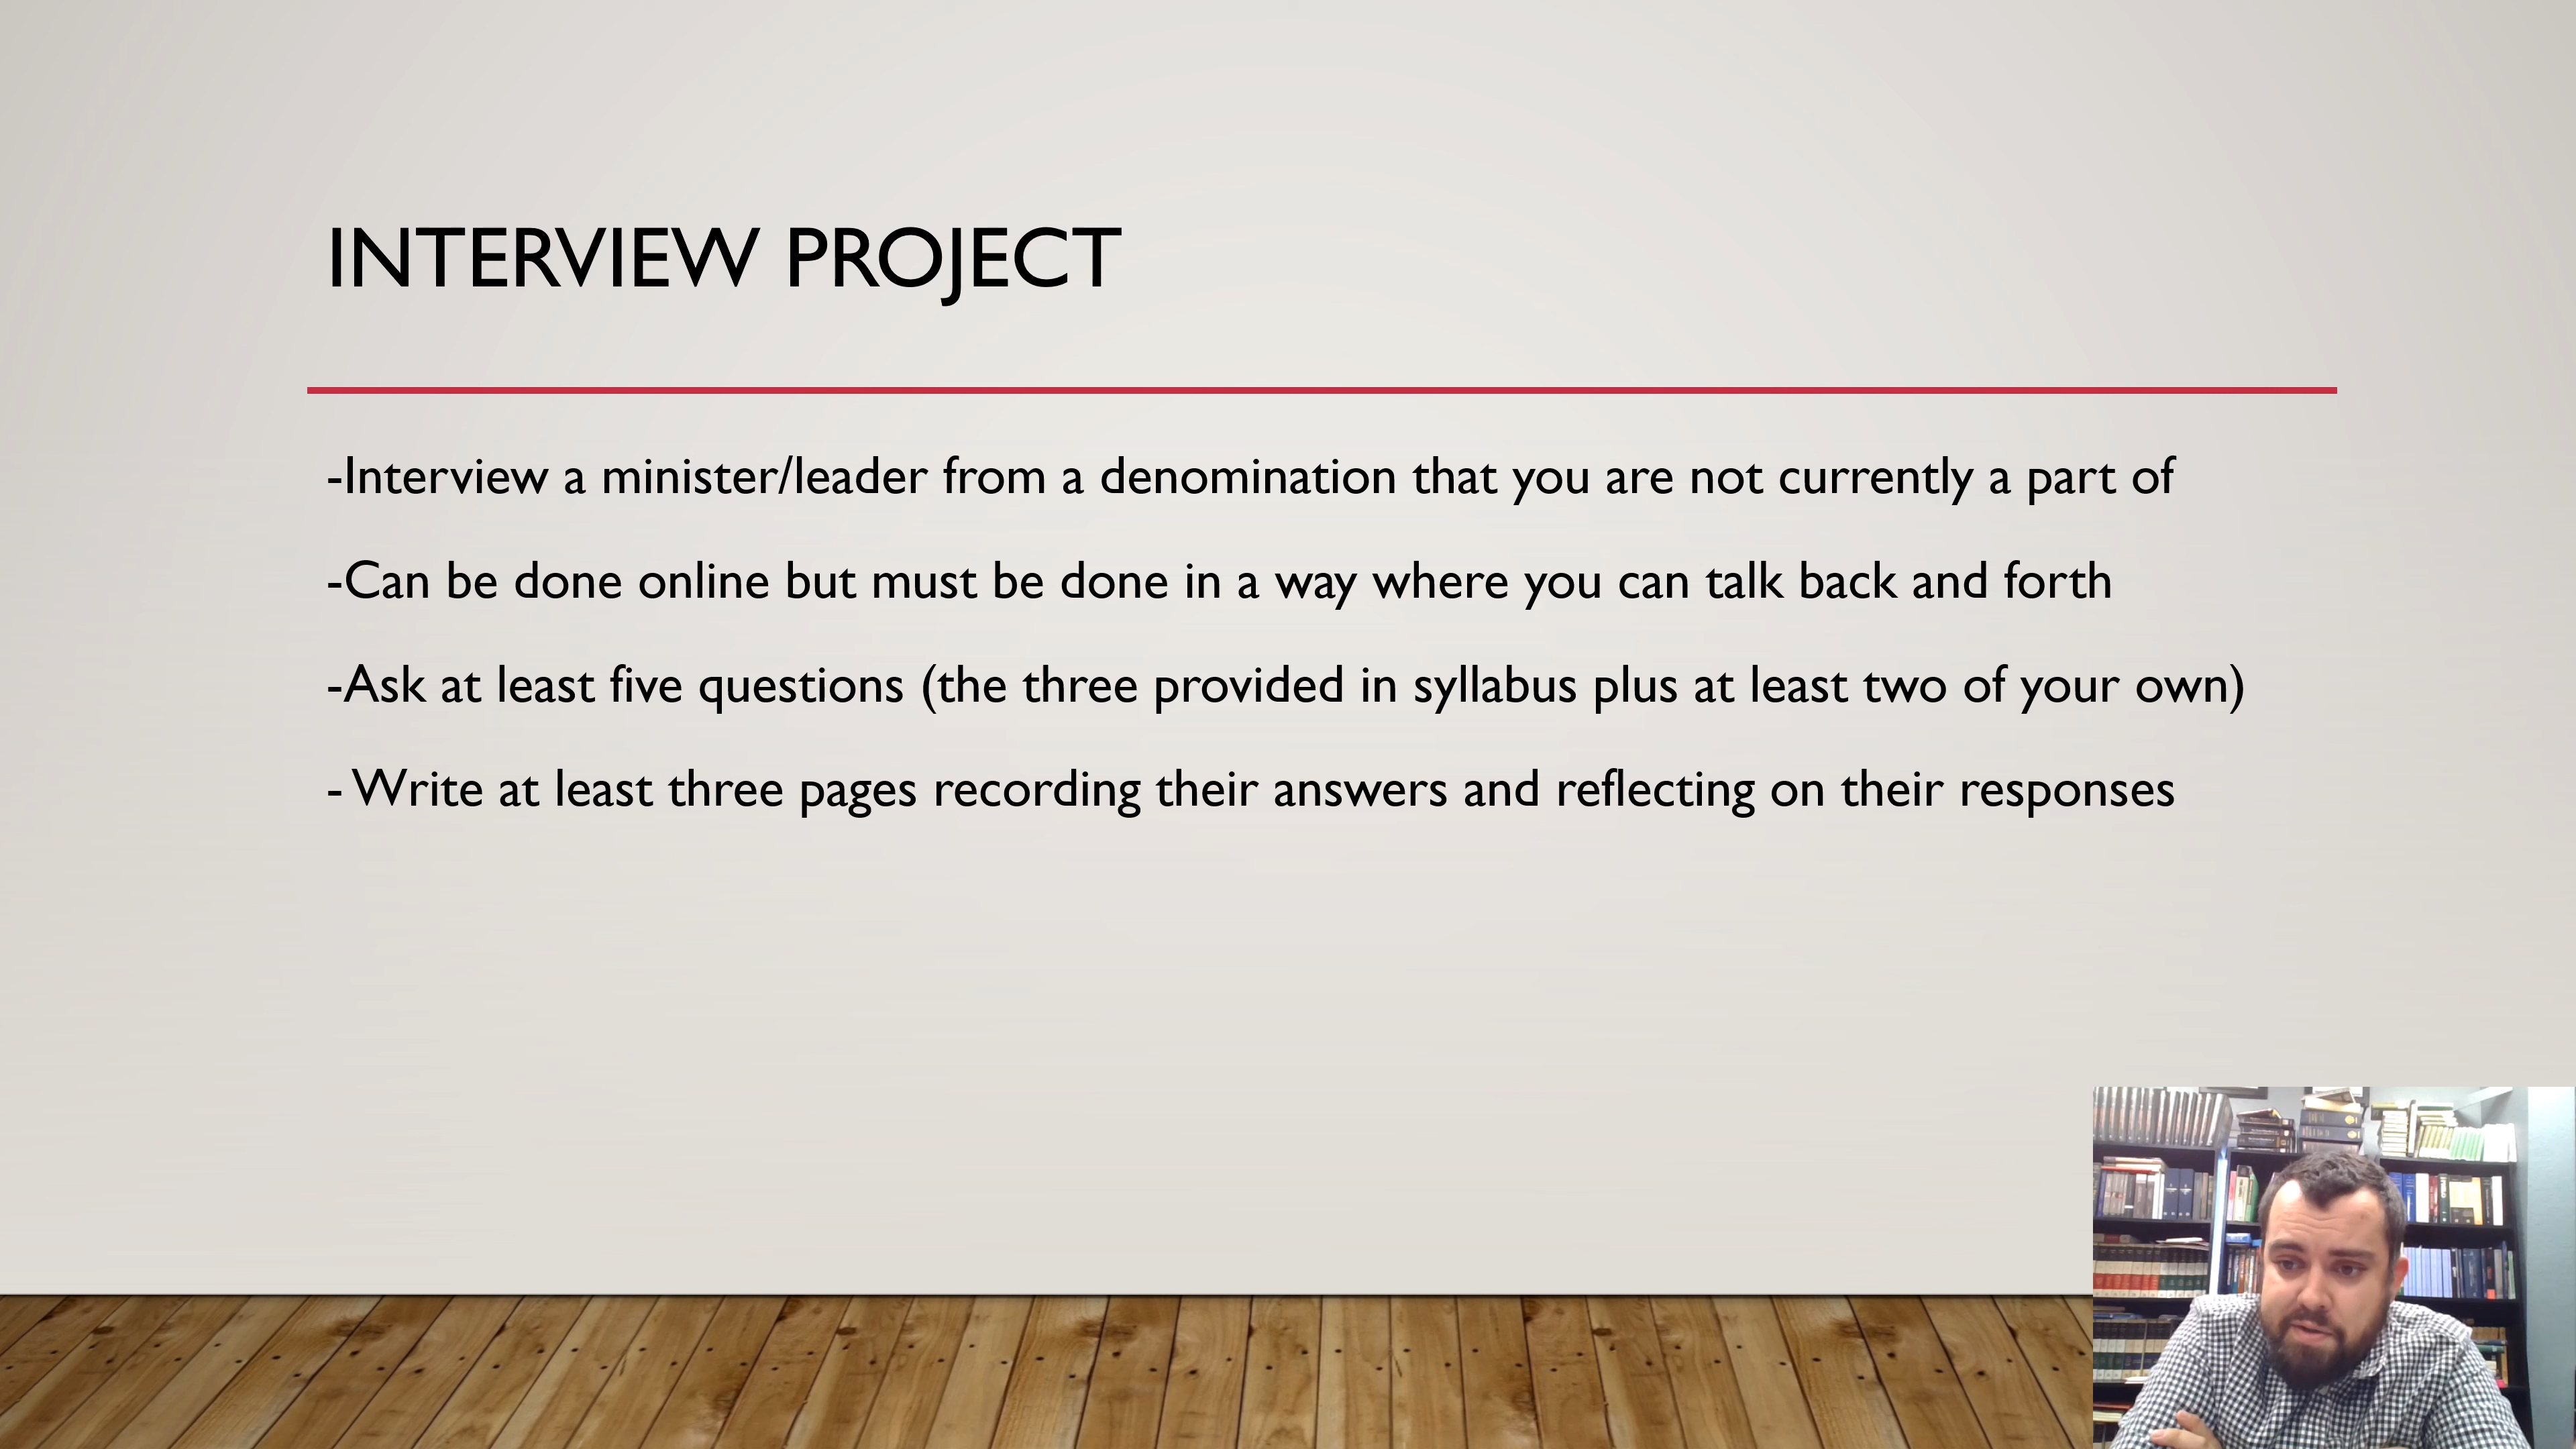 INTERVIEW PROJECT
-Interview a minister/leader from a denomination that you are not currently a part of
-Can be done online but must be done in a way where you can talk back and forth
-Ask at least five questions (the three provided in syllabus plus at least two of your own)
- Write at least three pages recording their answers and reflecting on their responses